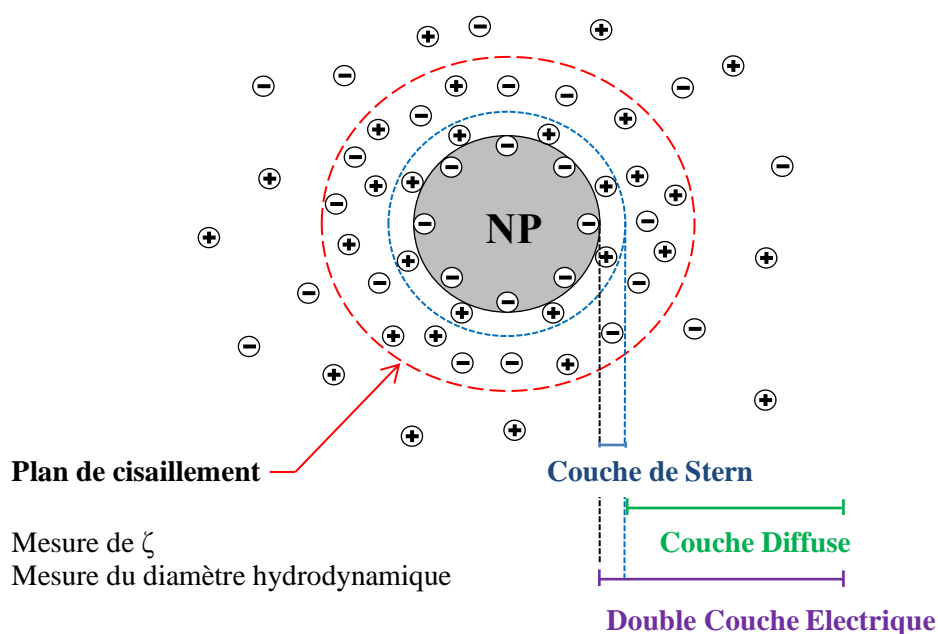 NP
Plan de cisaillement
Couche de Stern
Mesure de ζ
Couche Diffuse
Mesure du diamètre hydrodynamique
Double Couche Electrique